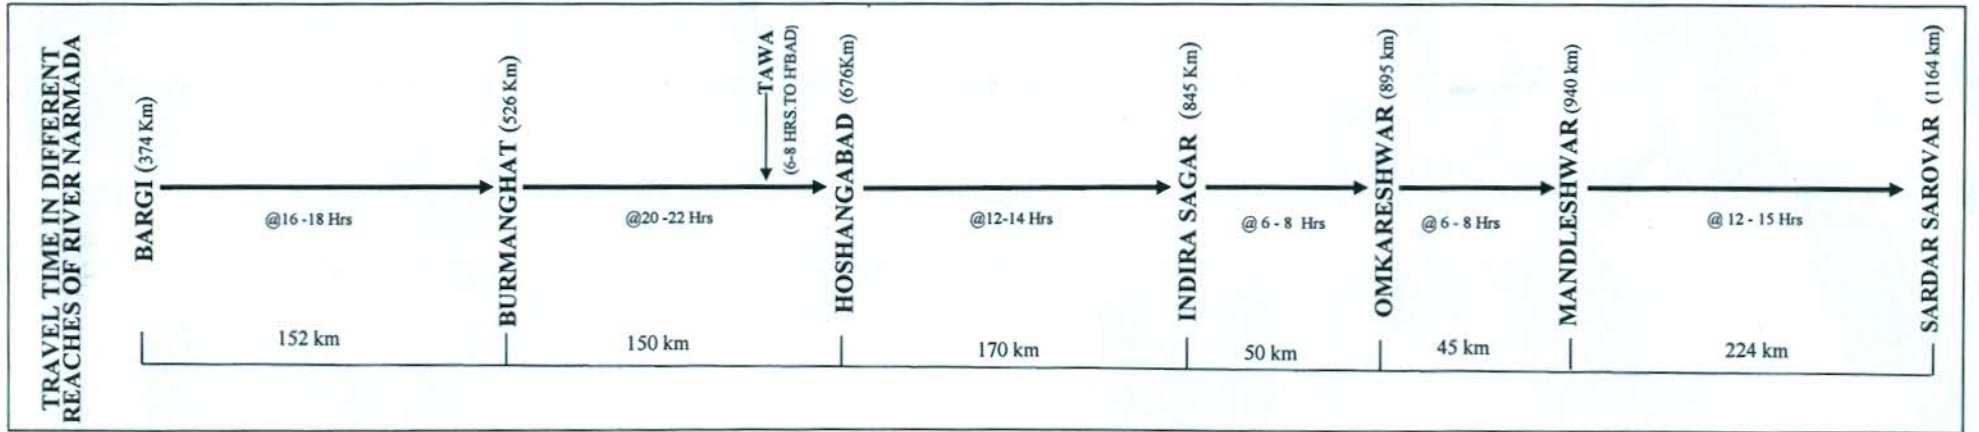 TRAVEL TIME IN DIFFERENT
REACHES OF RIVER NARMADA
BARGI (374 Km)
@16 -18 Hrs
BURMANGHAT (526 Km)
@20 -22 Hrs
TAWA
(6-8 HRS.TO H'BAD)
HOSHANGABAD (676Km)
@12-14 Hrs
INDIRA SAGAR (845 Km)
@ 6 - 8 Hrs
OMKARESHWAR (895 km)
@ 6 - 8 Hrs
MANDLESHWAR (940 km)
@ 12 - 15 Hrs
SARDAR SAROVAR (1164 km)
152 km
150 km
170 km
50 km
45 km
224 km